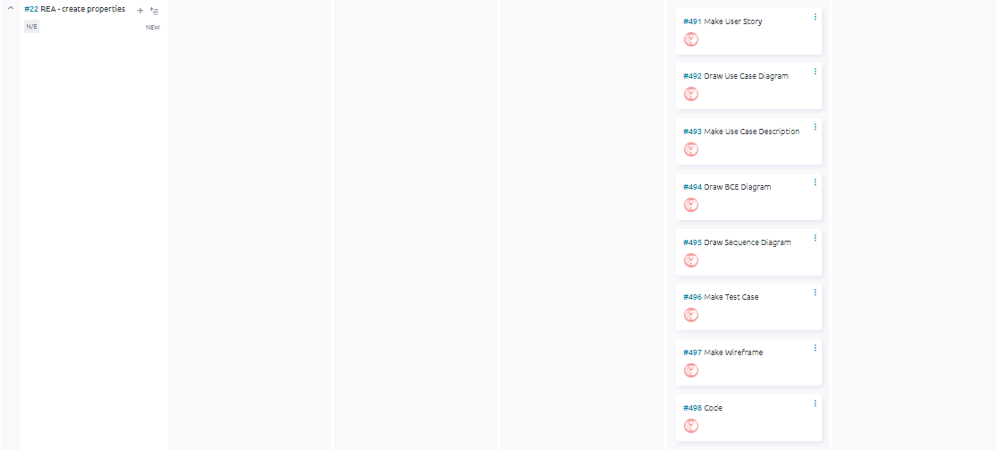 #22 REA - create properties
N/E
NEW
#491 Make User Story
#492 Draw Use Case Diagram
#493 Make Use Case Description
#494 Draw BCE Diagram
#495 Draw Sequence Diagram
#496 Make Test Case
#497 Make Wireframe
#498 Code